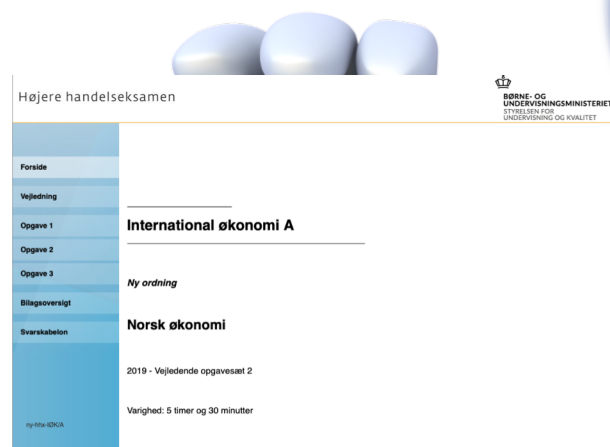 Højere handelseksamen
BØRNE- OG
UNDERVISNINGSMINISTERIET
STYRELSEN FOR
UNDERVISNING OG KVALITET
Forside
Vejledning
Opgave 1
Opgave 2
Opgave 3
Bilagsoversigt
Svarskabelon
ny-hhx-IØK/A
International økonomi A
Ny ordning
Norsk økonomi
2019 - Vejledende opgavesæt 2
Varighed: 5 timer og 30 minutter